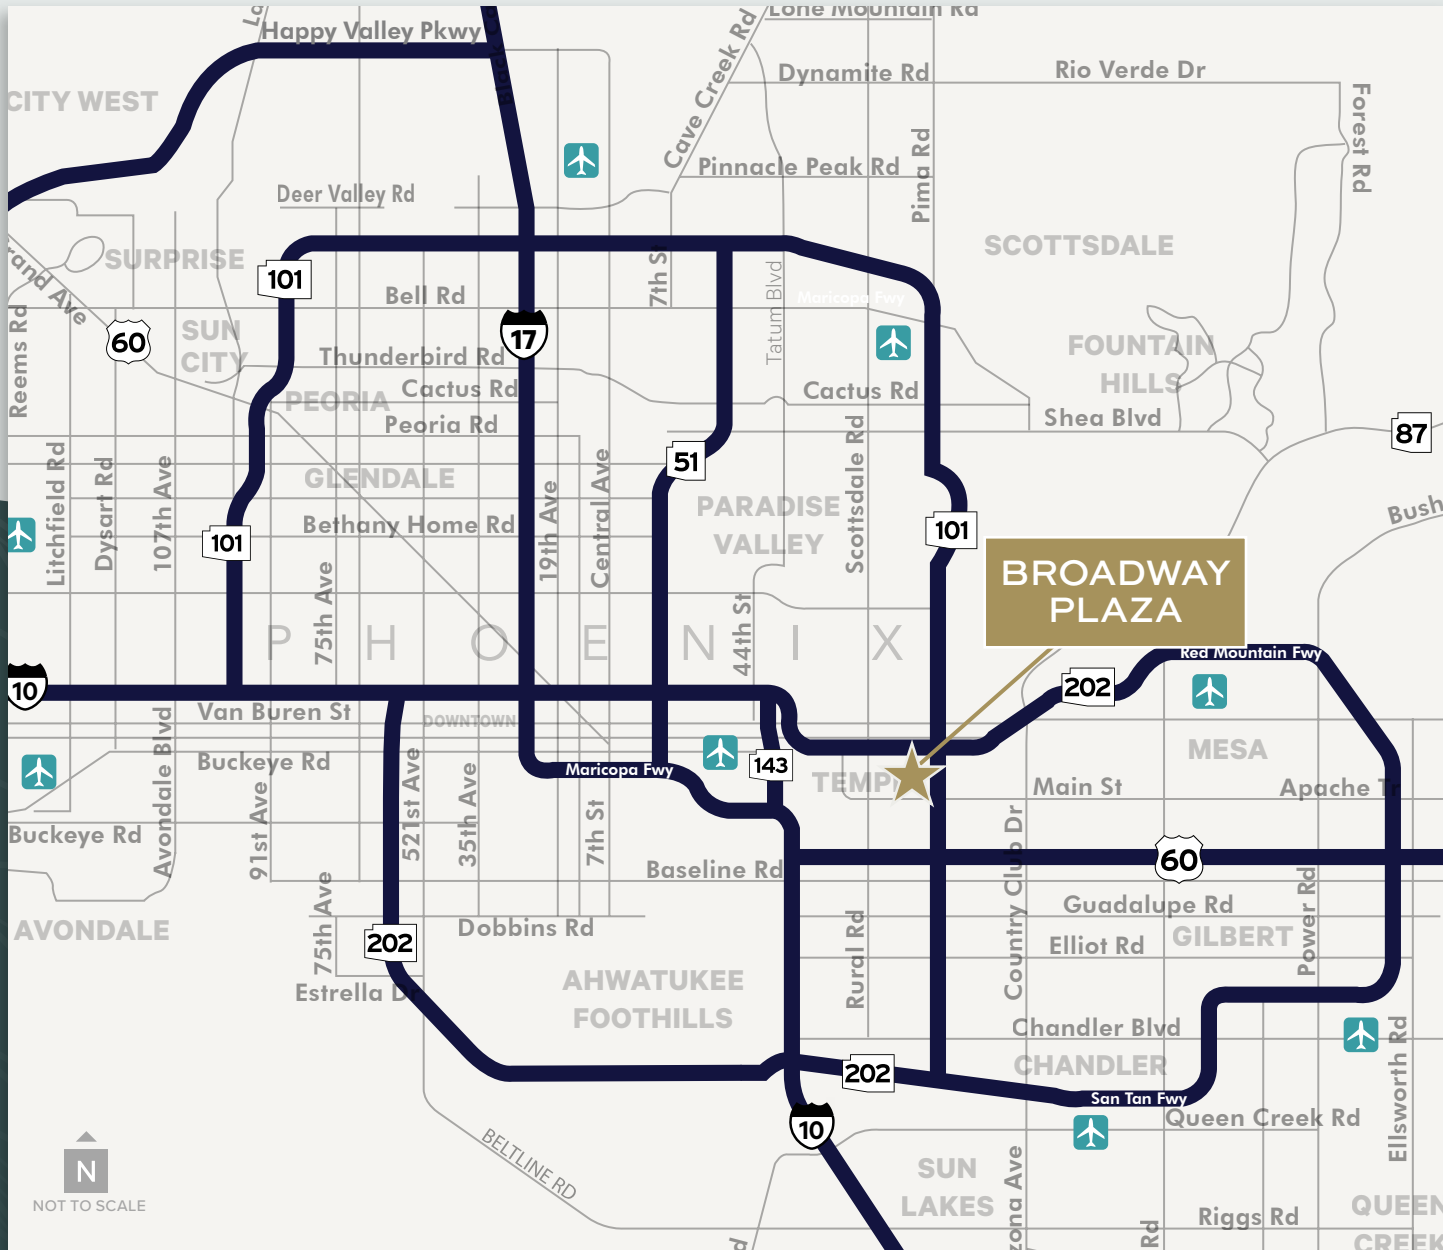 Lone Mountain Rd
Happy Valley Pkwy
Cave Creek Rd
Dynamite Rd
Rio Verde Dr
CITY WEST
Forest Rd
Pinnacle Peak Rd
Pima Rd
Deer Valley Rd
SCOTTSDALE
SURPRISE
7th St
101
Bell Rd
Tatum Blvd
Maricopa Fwy
Reems Rd
60
SUN
CITY
17
Thunderbird Rd
FOUNTAIN
HILLS
PEORIA
Cactus Rd
Cactus Rd
Peoria Rd
Shea Blvd
87
51
GLENDALE
Scottsdale Rd
PARADISE
VALLEY
Litchfield Rd
Dysart Rd
107th Ave
19th Ave
Central Ave
Bethany Home Rd
Bush
101
101
BROADWAY
PLAZA
75th Ave
44th St
PHOENIX
Red Mountain Fwy
10
202
Van Buren St
DOWNTOWN
Avondale Blvd
Buckeye Rd
MESA
Maricopa Fwy
143
Main St
Apache Tr
91st Ave
521st Ave
35th Ave
7th St
Buckeye Rd
60
Baseline Rd
Country Club Dr
Power Rd
Guadalupe Rd
AVONDALE
75th Ave
Dobbins Rd
202
Rural Rd
GILBERT
Elliot Rd
AHWATUKEE
FOOTHILLS
Estrella Dr
Chandler Blvd
CHANDLER
Ellsworth Rd
202
San Tan Fwy
Queen Creek Rd
10
BELTLINE RD
N
NOT TO SCALE
SUN
LAKES
QUEEN
CREEK
Riggs Rd
Rd